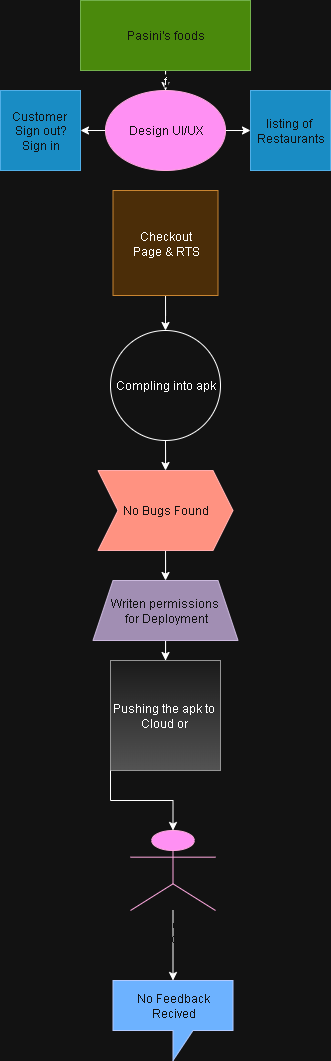 Pasini's foods
Customer
Sign out?
Sign in
Design UI/UX
listing of
Restaurants
Checkout
Page & RTS
Compling into apk
No Bugs Found
Writen permissions
for Deployment
Pushing the apk to
Cloud or
No Feedback
Recived